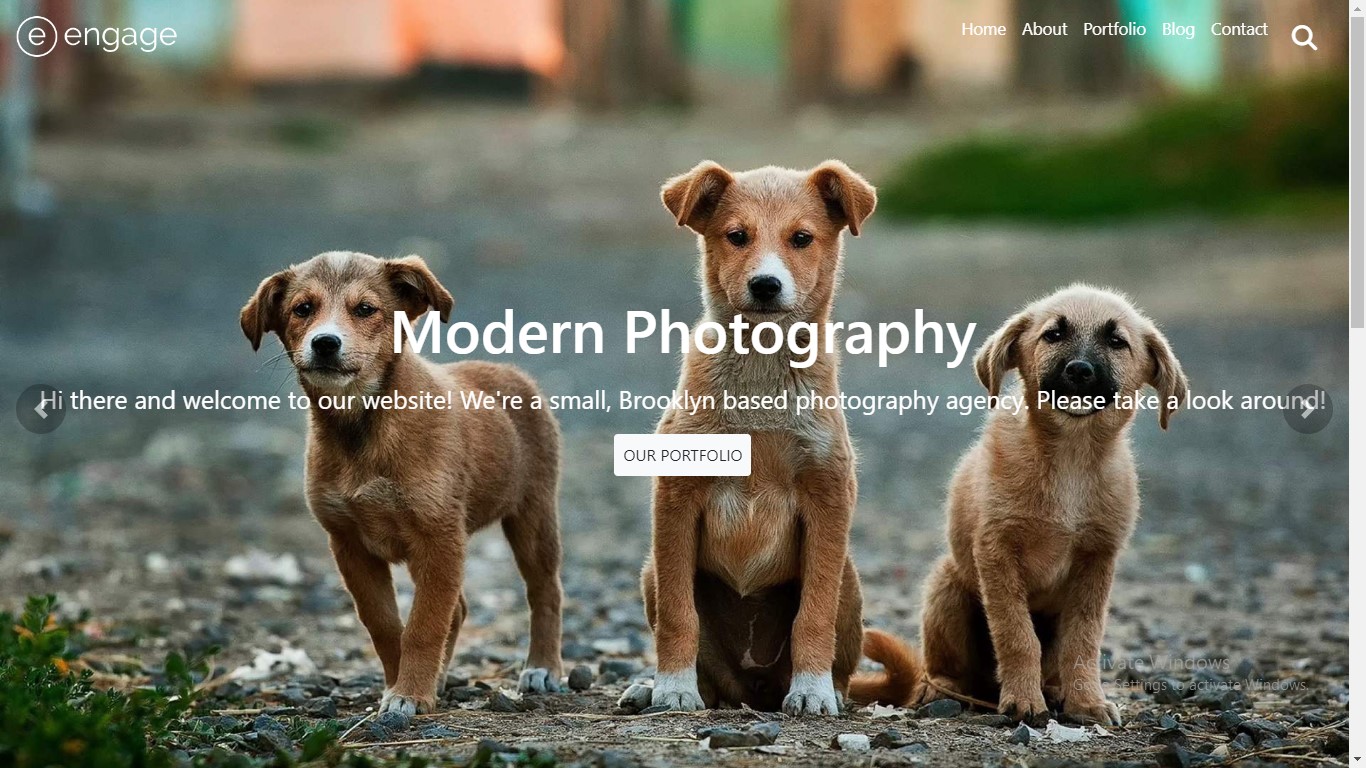 e engage
Home About Portfolio Blog Contact
Modern Photography
Hi there and welcome to our website! We're a small, Brooklyn based photography agency. Please take a look around!
OUR PORTFOLIO
Activate Windows
Go to Settings to activate Windows.